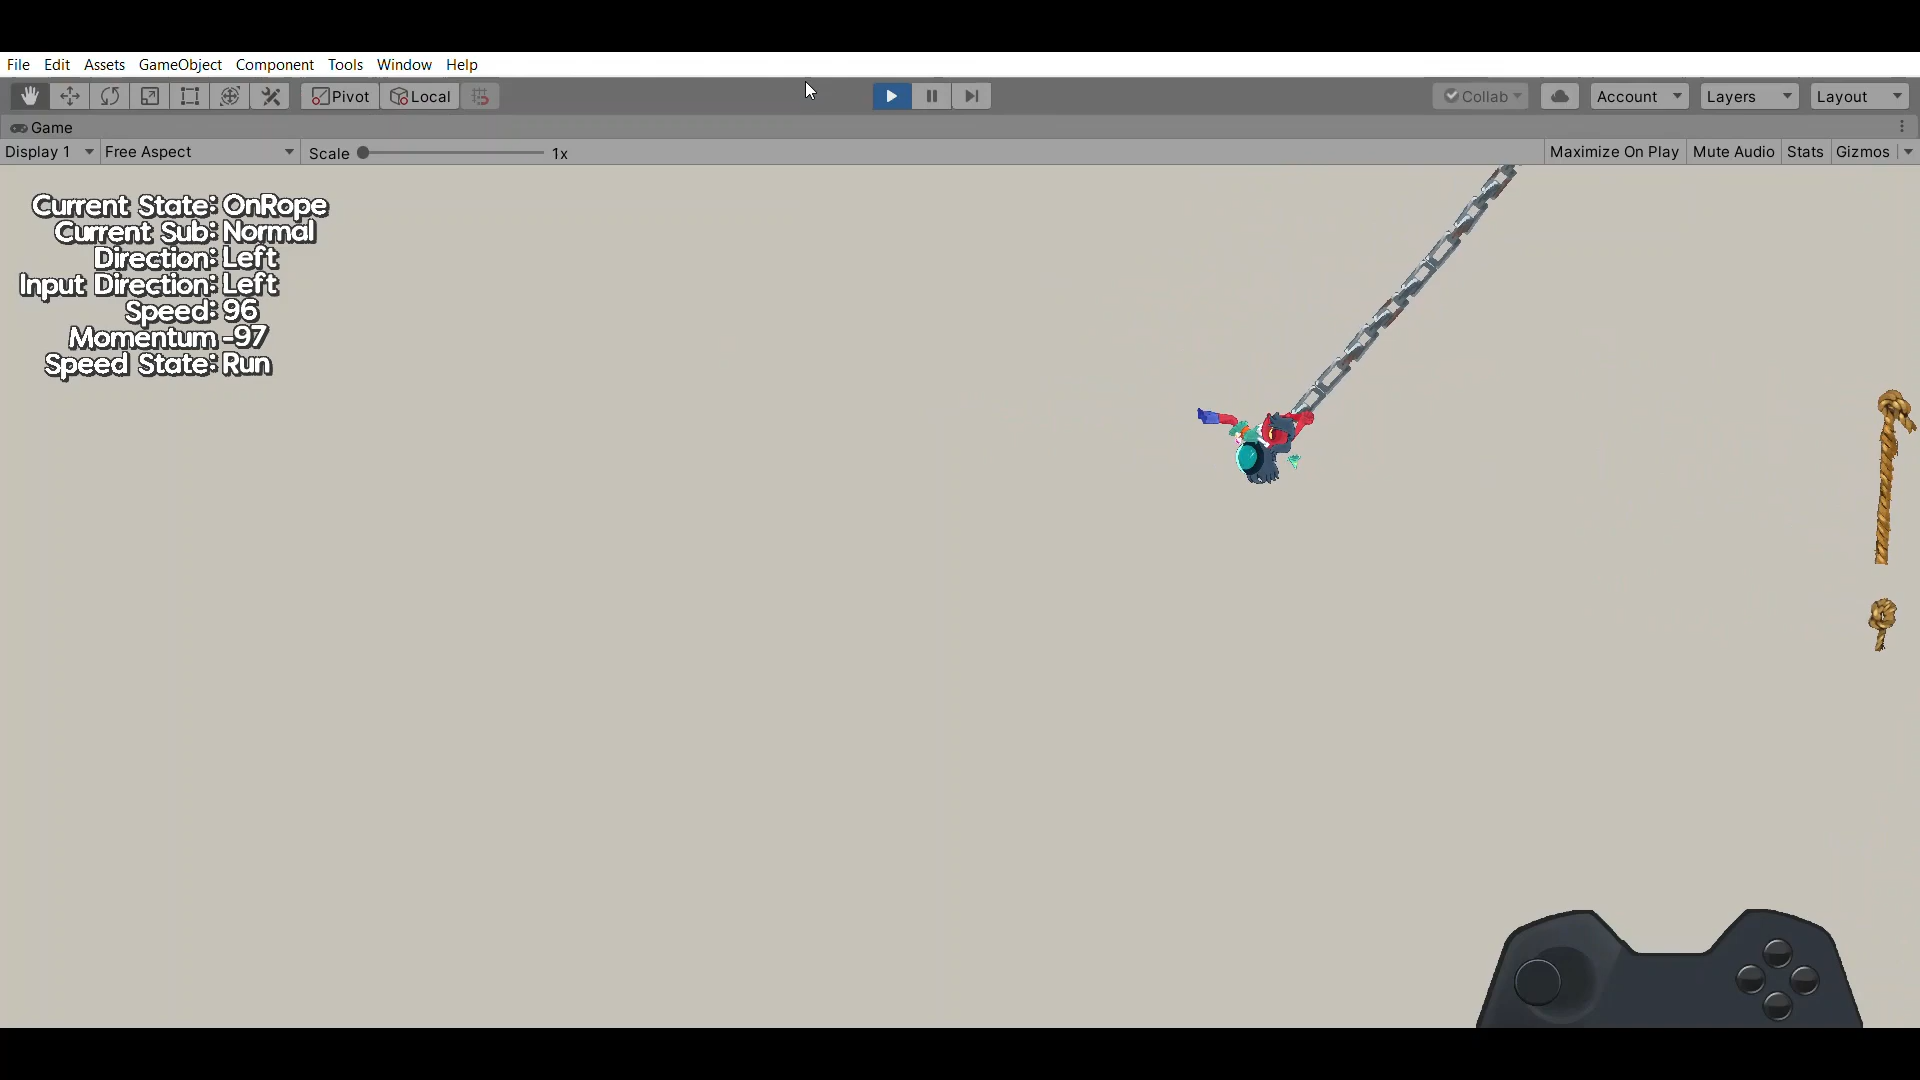 File Edit Assets GameObject Component Tools Window Help
Pivot Local Collab Account Layers Layout
Game
Display 1 Free Aspect Scale 1x Maximize On Play Mute Audio Stats Gizmos
Current State: OnRope
Current Sub: Normal
Direction: Left
Input Direction: Left
Speed: 96
Momentum -97
Speed State: Run